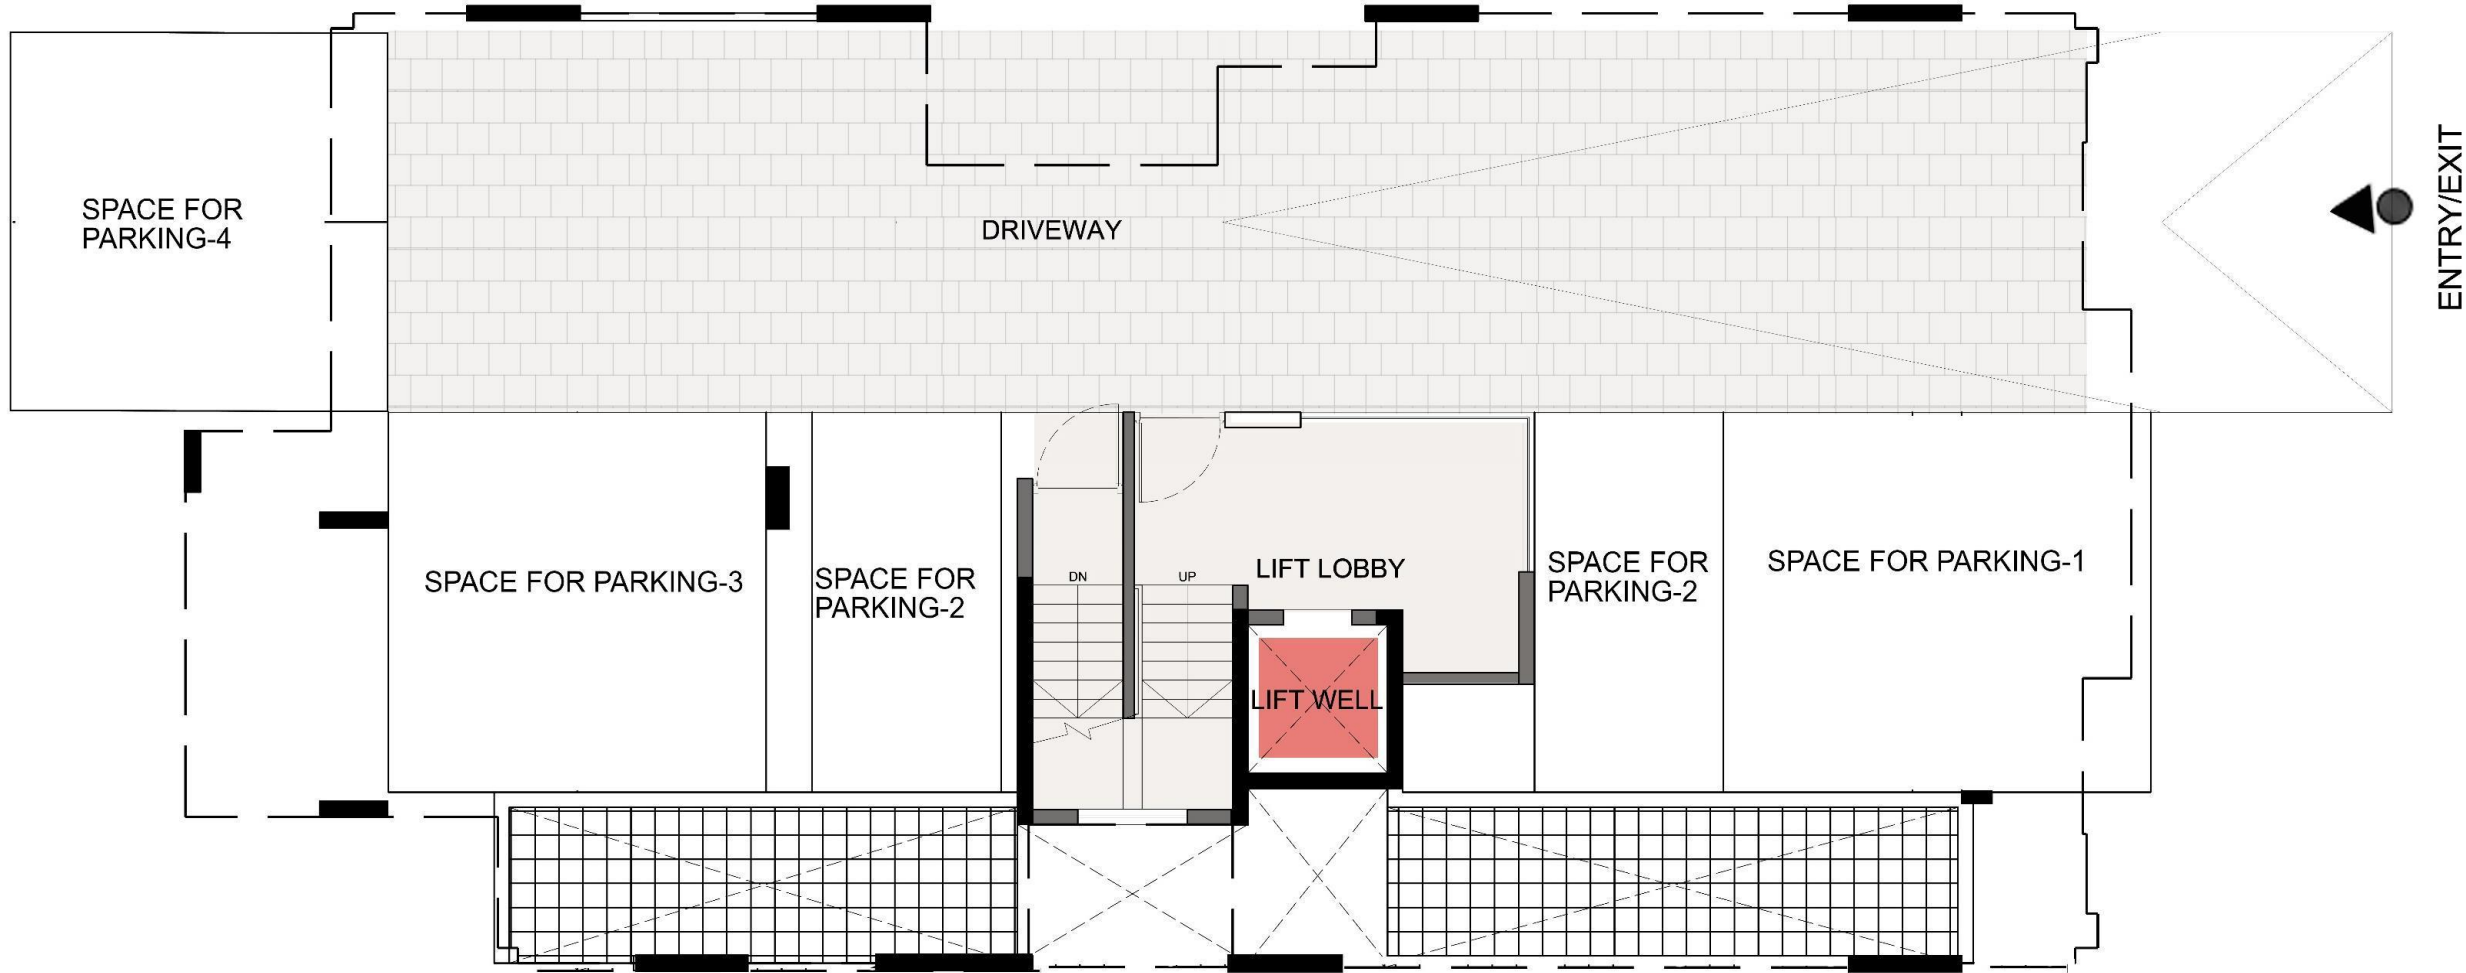 SPACE FOR
PARKING-4
DRIVEWAY
ENTRY/EXIT
SPACE FOR PARKING-3
SPACE FOR
PARKING-2
DN
UP
LIFT LOBBY
SPACE FOR
PARKING-2
SPACE FOR PARKING-1
LIFT WELL